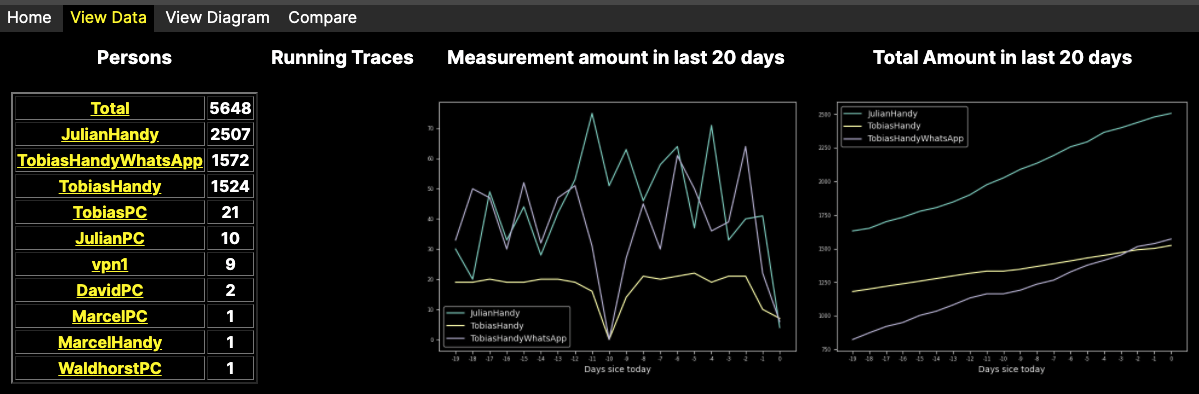 Home View Data View Diagram Compare
Persons
Total 5648
JulianHandy 2507
TobiasHandyWhatsApp 1572
TobiasHandy 1524
TobiasPC 21
JulianPC 10
vpn1 9
DavidPC 2
MarcelPC 1
MarcelHandy 1
WaldhorstPC 1
Running Traces
Measurement amount in last 20 days
70
60
50
40
30
20
10
0
JulianHandy
TobiasHandy
TobiasHandyWhatsApp
-19 -18 -17 -16 -15 -14 -13 -12 -11 -10 -9 -8 -7 -6 -5 -4 -3 -2 -1 0
Days sice today
Total Amount in last 20 days
JulianHandy
TobiasHandy
TobiasHandyWhatsApp
2500
2250
2000
1750
1500
1250
1000
750
-19 -18 -17 -16 -15 -14 -13 -12 -11 -10 -9 -8 -7 -6 -5 -4 -3 -2 -1 0
Days sice today